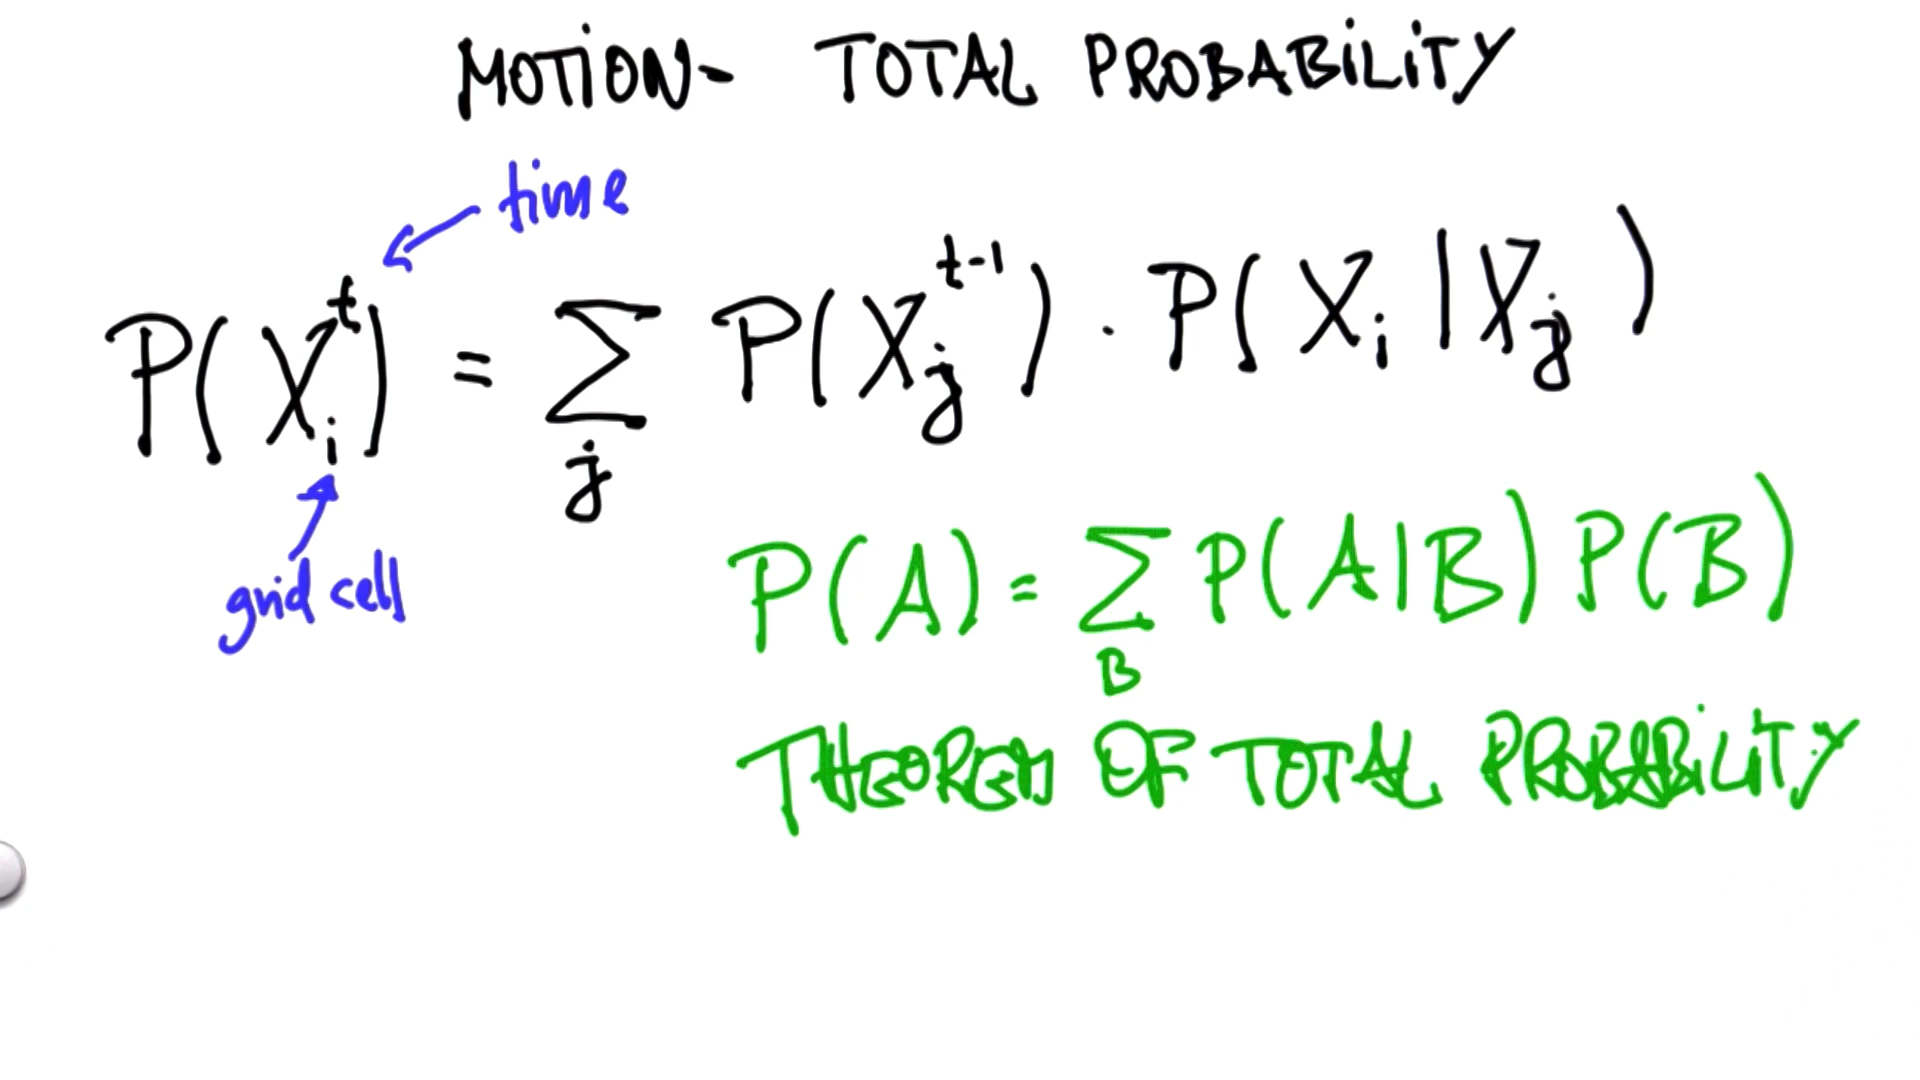 MOTION - TOTAL PROBABILITY
time
P(X_i^t) = Σ_j P(X_j^{t-1}) · P(X_i | X_j)
grid cell
P(A) = Σ_B P(A|B) P(B)
THEOREM OF TOTAL PROBABILITY